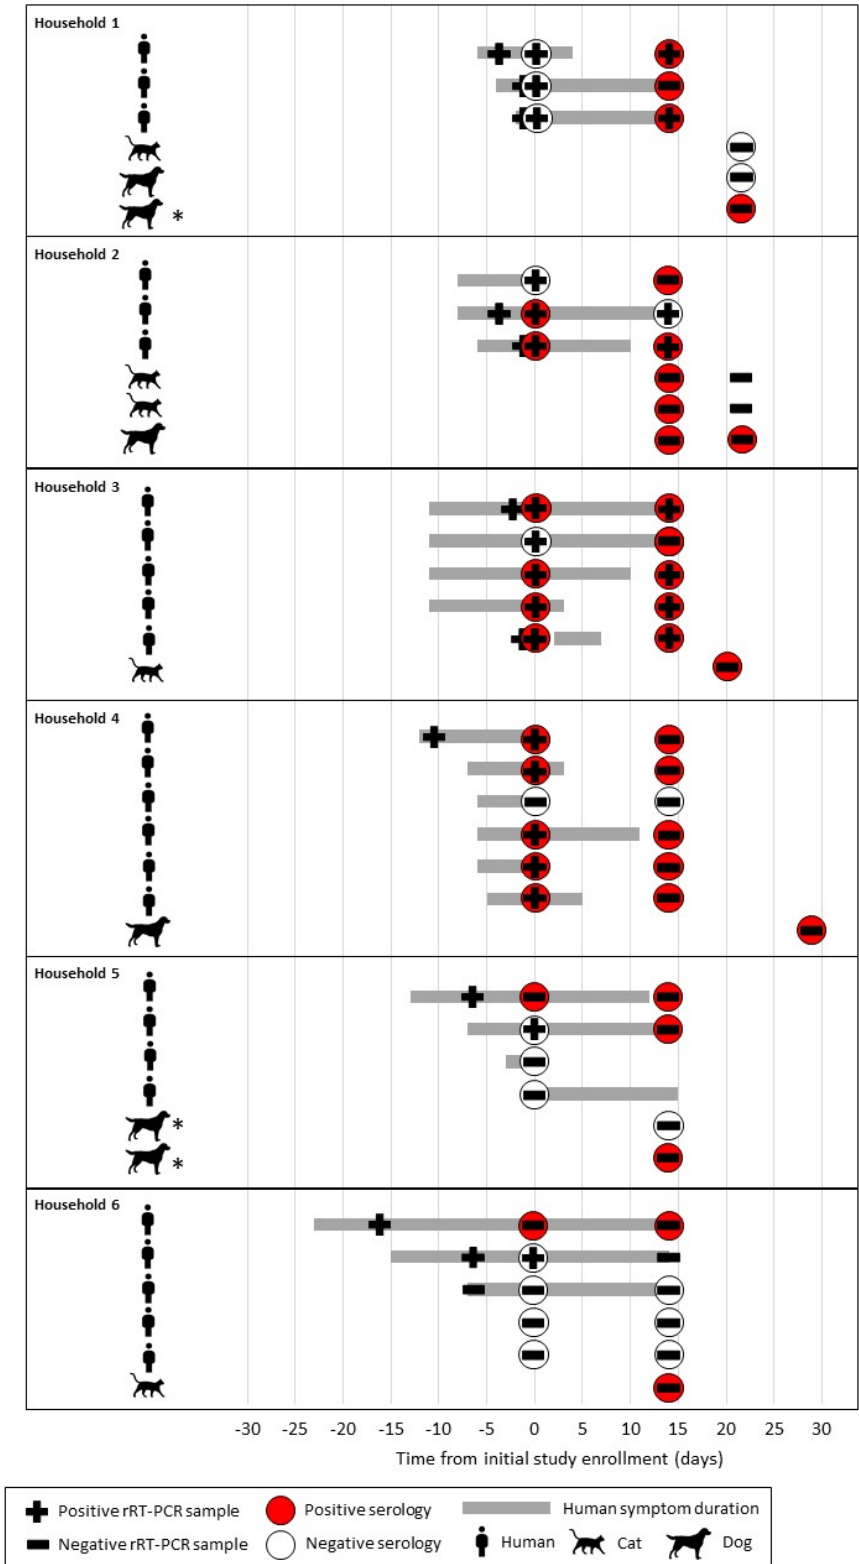 Household 1
*
Household 2
Household 3
Household 4
Household 5
*
*
Household 6
-30 -25 -20 -15 -10 -5 0 5 10 15 20 25 30
Time from initial study enrollment (days)
Positive rRT-PCR sample Positive serology Human symptom duration
Negative rRT-PCR sample Negative serology Human Cat Dog